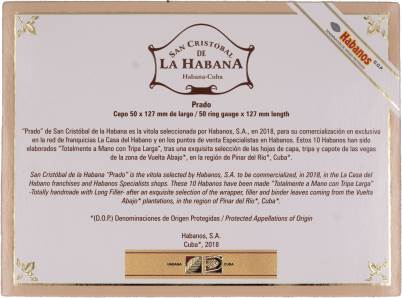 SAN CRISTOBAL
DE
LA HABANA
Habana-Cuba
Habanos
D.O.P.
Prado
Cepo 50 x 127 mm de largo / 50 ring gauge x 127 mm length
"Prado" de San Cristóbal de la Habana es la vitola seleccionada por Habanos, S.A., en 2018, para su comercialización en exclusiva
en la red de franquicias La Casa del Habano y en los puntos de venta Especialistas en Habanos. Estos 10 Habanos han sido
elaborados "Totalmente a Mano con Tripa Larga", tras una exquisita selección de las hojas de capa, tripa y capote de las vegas
de la zona de Vuelta Abajo*, en la región de Pinar del Río*, Cuba*.
San Cristóbal de la Habana "Prado" is the vitola selected by Habanos, S.A. to be commercialized, in 2018, in the La Casa del
Habano franchises and Habanos Specialists shops. These 10 Habanos have been made "Totalmente a Mano con Tripa Larga"
-Totally handmade with Long Filler- after an exquisite selection of the wrapper, filler and binder leaves coming from the Vuelta
Abajo* plantations, in the region of Pinar del Río*, Cuba*.
*(D.O.P.) Denominaciones de Origen Protegidas / Protected Appellations of Origin
Habanos, S.A.
Cuba*, 2018
HABANA CUBA